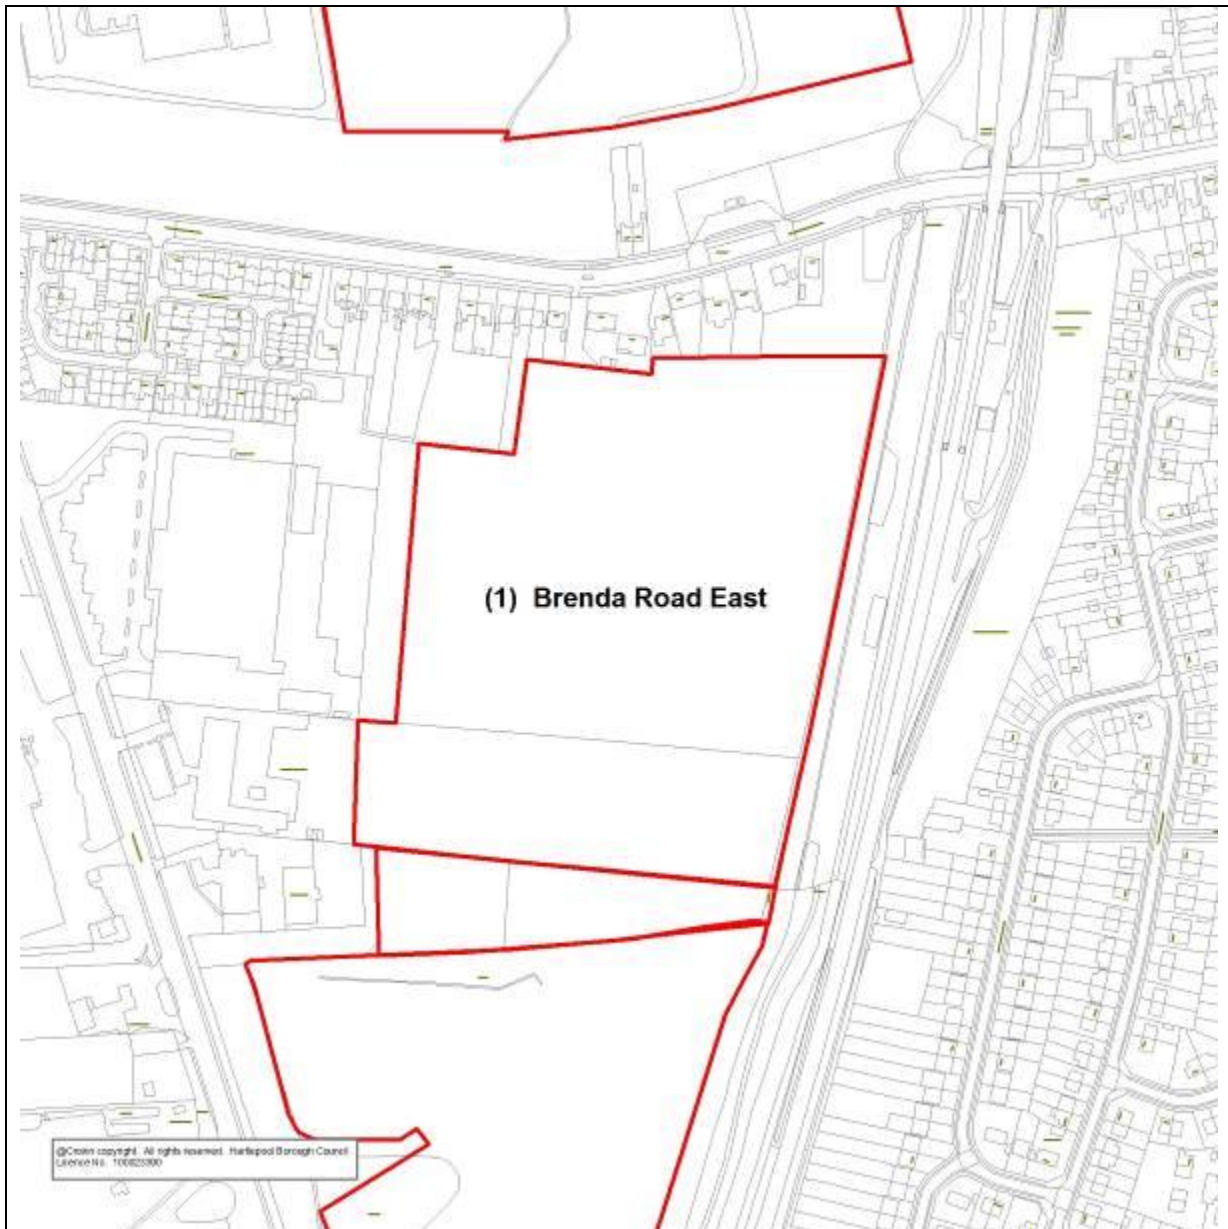 (1) Brenda Road East
@Crown copyright. All rights reserved. Hartlepool Borough Council
Licence No. 100023390